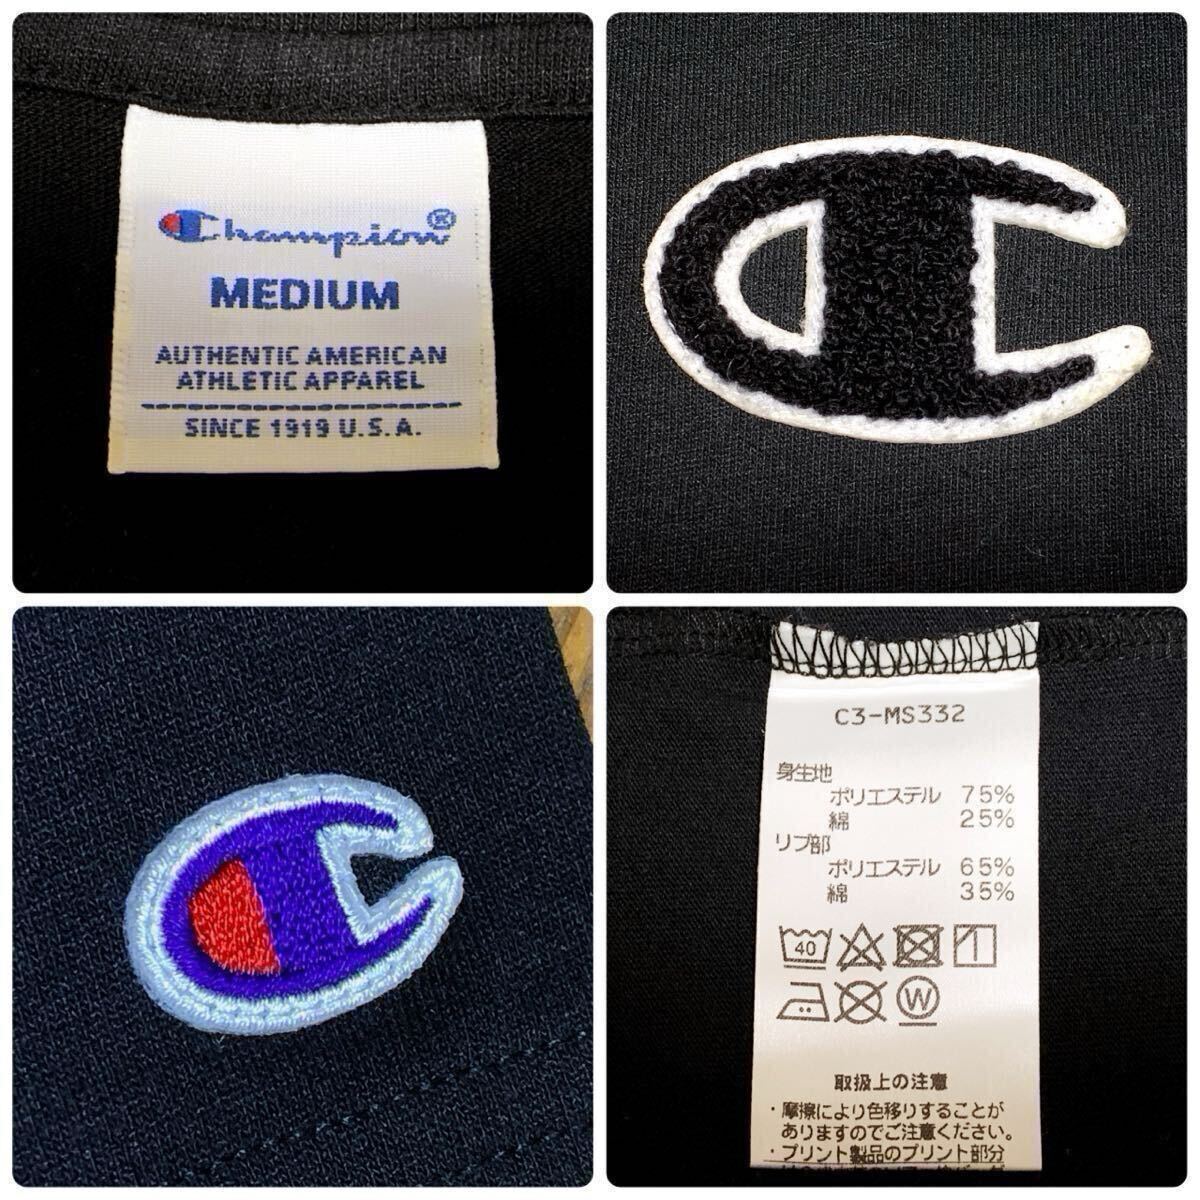 Champion®
MEDIUM
AUTHENTIC AMERICAN
ATHLETIC APPAREL
SINCE 1919 U.S.A.
C3-MS332
身生地
ポリエステル 75%
綿 25%
リブ部
ポリエステル 65%
綿 35%
40
W
取扱上の注意
・摩擦により色移りすることが
ありますのでご注意ください。
・プリント製品のプリント部分